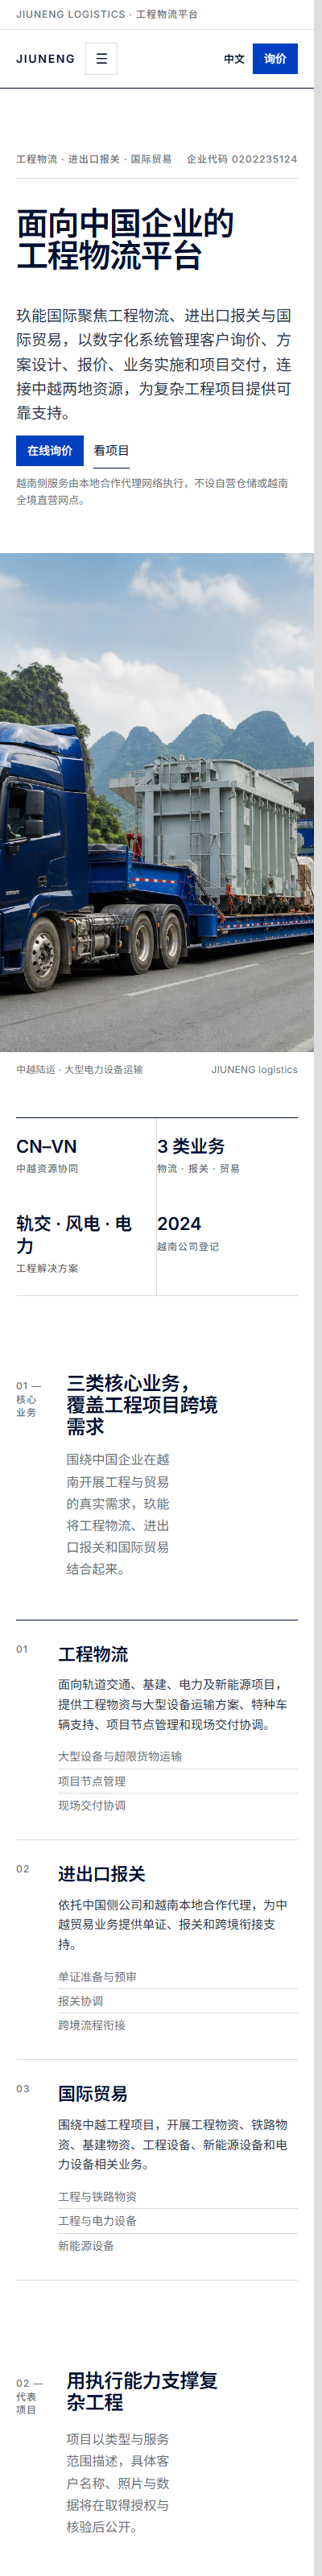 JIUNENG LOGISTICS · 工程物流平台
JIUNENG ☰ 中文 询价
工程物流 · 进出口报关 · 国际贸易 企业代码 0202235124
面向中国企业的
工程物流平台
玖能国际聚焦工程物流、进出口报关与国
际贸易，以数字化系统管理客户询价、方
案设计、报价、业务实施和项目交付，连
接中越两地资源，为复杂工程项目提供可
靠支持。
在线询价 看项目
越南侧服务由本地合作代理网络执行，不设自营仓储或越南
全境直营网点。
中越陆运 · 大型电力设备运输 JIUNENG logistics
CN–VN
中越资源协同
3 类业务
物流 · 报关 · 贸易
轨交 · 风电 · 电
力
工程解决方案
2024
越南公司登记
01 —
核心
业务
三类核心业务，
覆盖工程项目跨境
需求
围绕中国企业在越
南开展工程与贸易
的真实需求，玖能
将工程物流、进出
口报关和国际贸易
结合起来。
01
工程物流
面向轨道交通、基建、电力及新能源项目，
提供工程物资与大型设备运输方案、特种车
辆支持、项目节点管理和现场交付协调。
大型设备与超限货物运输
项目节点管理
现场交付协调
02
进出口报关
依托中国侧公司和越南本地合作代理，为中
越贸易业务提供单证、报关和跨境衔接支
持。
单证准备与预审
报关协调
跨境流程衔接
03
国际贸易
围绕中越工程项目，开展工程物资、铁路物
资、基建物资、工程设备、新能源设备和电
力设备相关业务。
工程与铁路物资
工程与电力设备
新能源设备
02 —
代表
项目
用执行能力支撑复
杂工程
项目以类型与服务
范围描述，具体客
户名称、照片与数
据将在取得授权与
核验后公开。